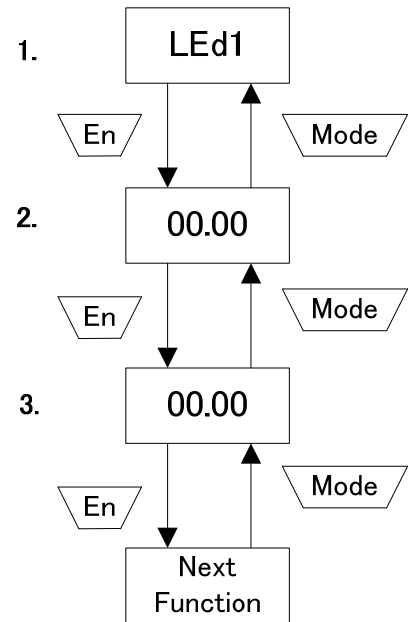 1.
LEd1
En
Mode
2.
00.00
En
Mode
3.
00.00
En
Mode
Next
Function